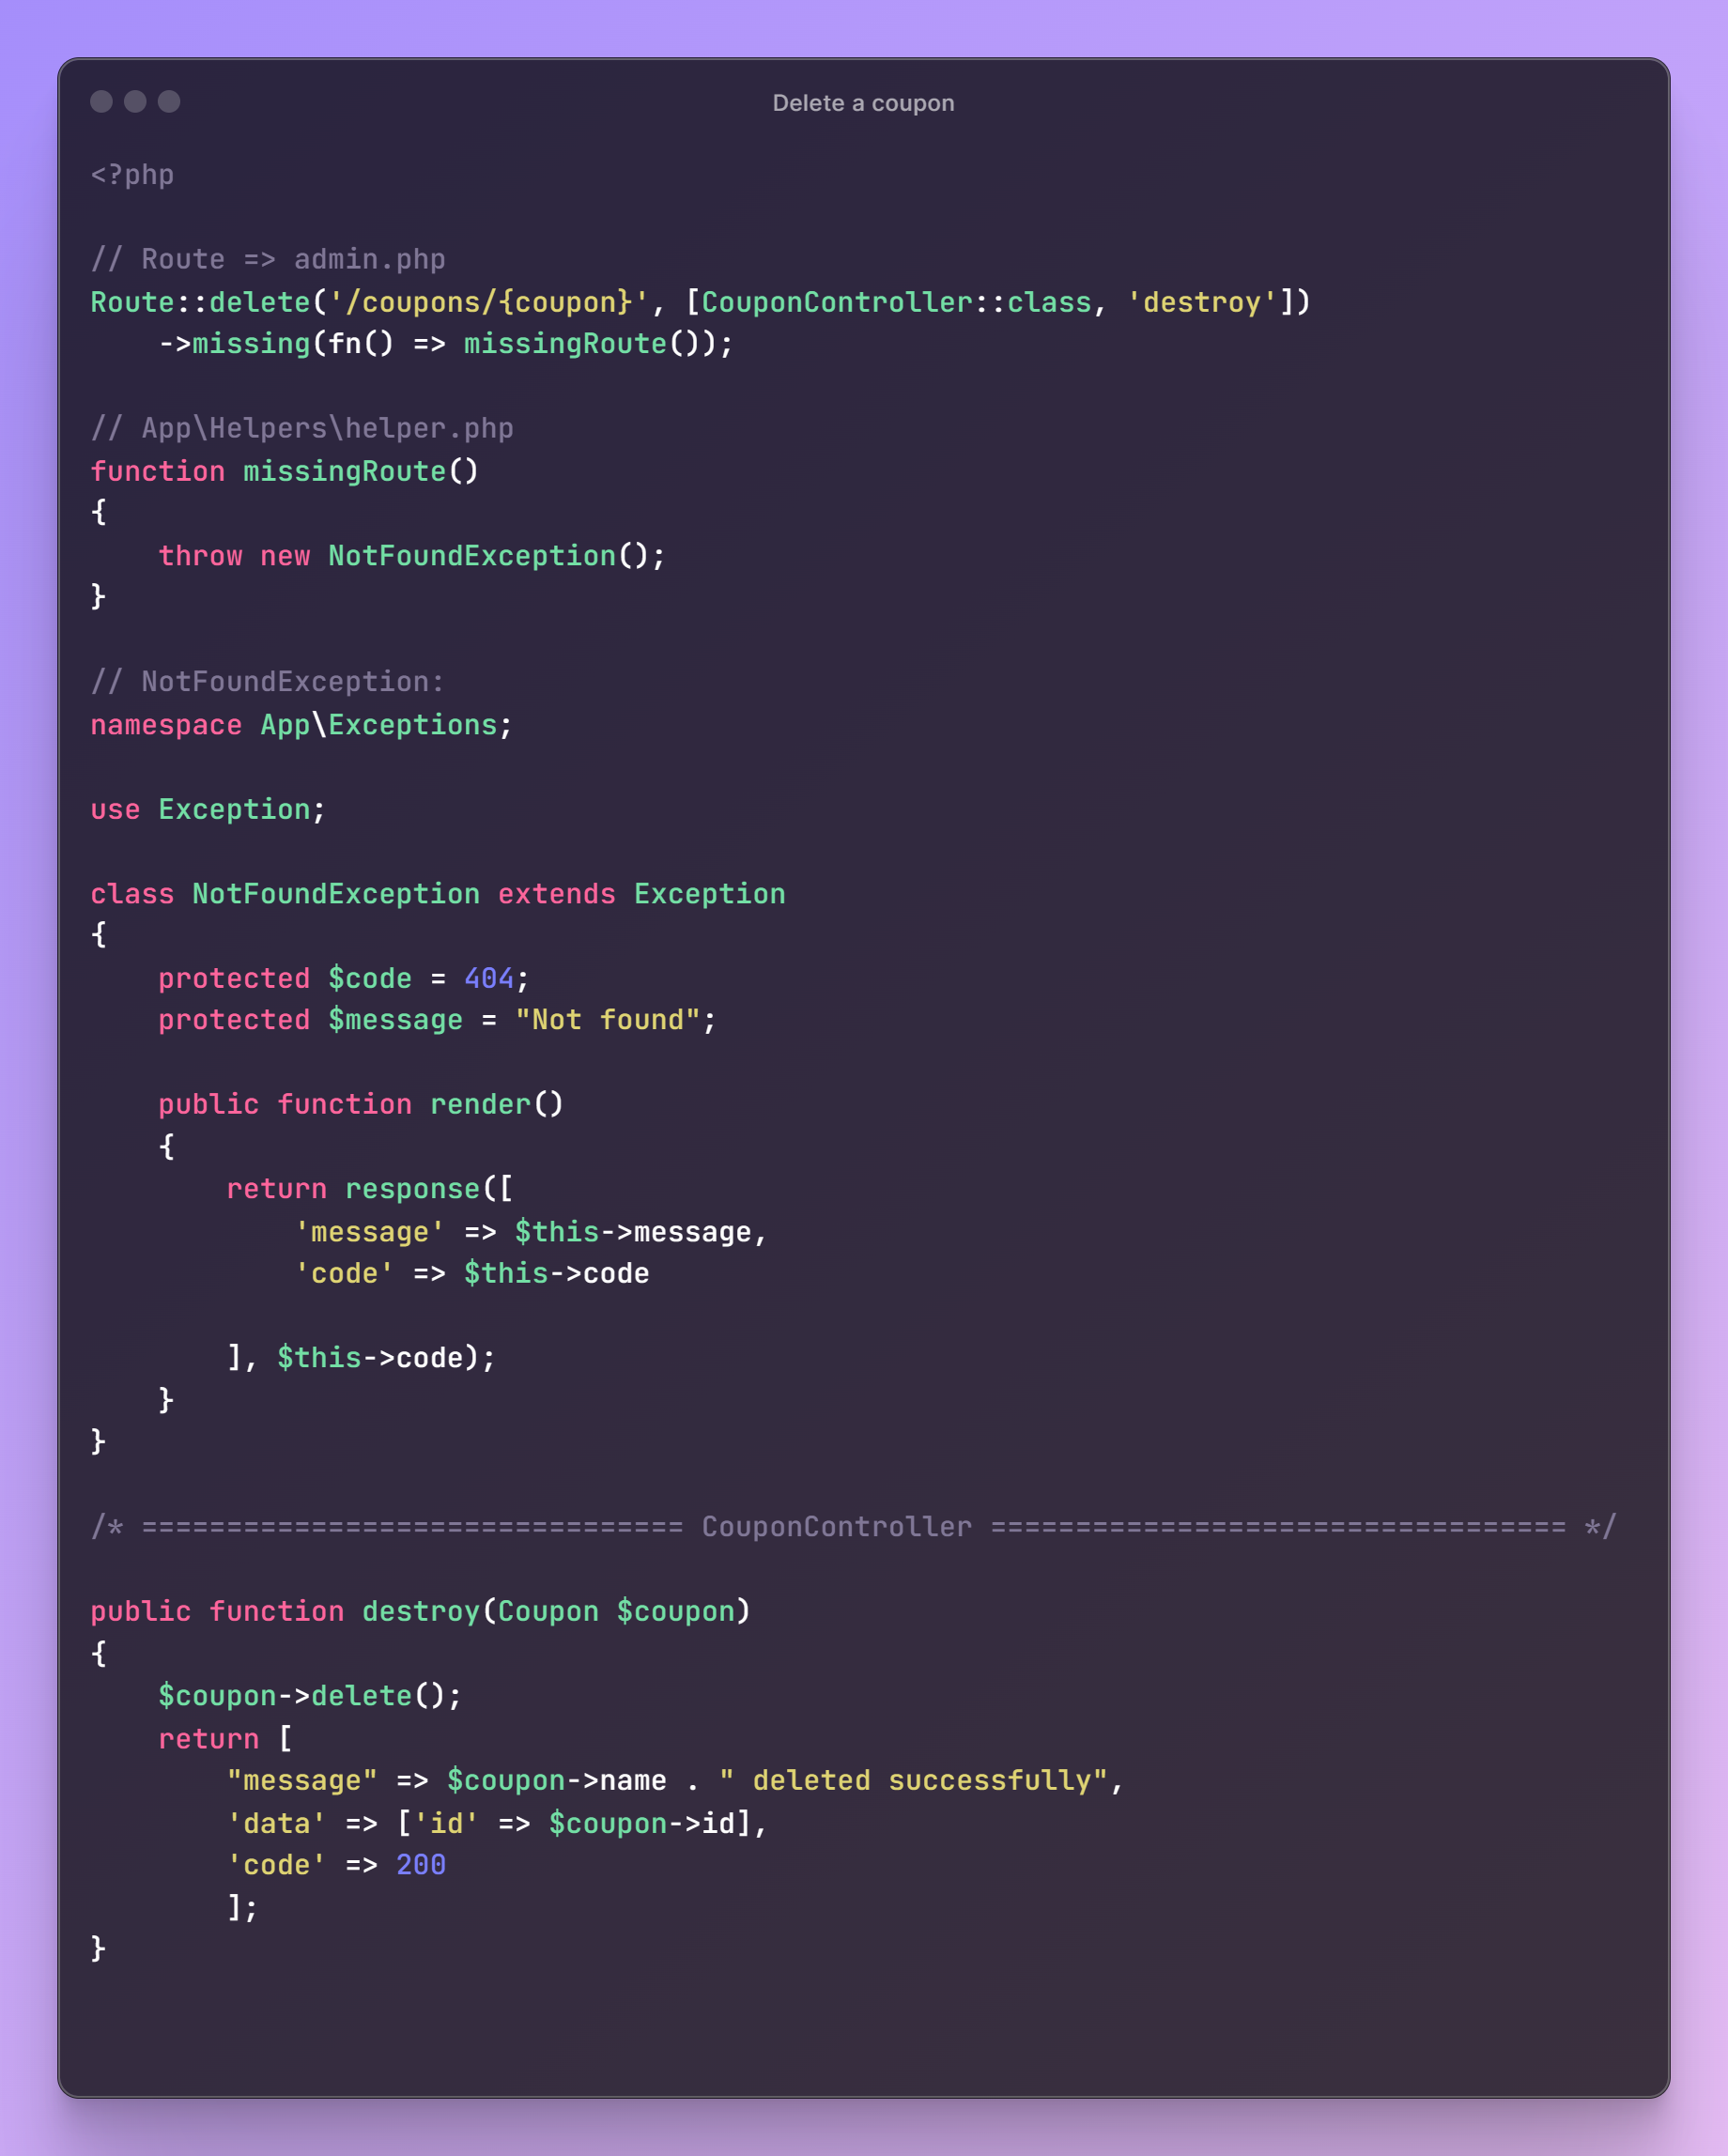 Delete a coupon
<?php
// Route => admin.php
Route::delete('/coupons/{coupon}', [CouponController::class, 'destroy'])
    ->missing(fn() => missingRoute());
// App\Helpers\helper.php
function missingRoute()
{
    throw new NotFoundException();
}
// NotFoundException:
namespace App\Exceptions;
use Exception;
class NotFoundException extends Exception
{
    protected $code = 404;
    protected $message = "Not found";
    public function render()
    {
        return response([
            'message' => $this->message,
            'code' => $this->code
        ], $this->code);
    }
}
/* ================================ CouponController ================================== */
public function destroy(Coupon $coupon)
{
    $coupon->delete();
    return [
        "message" => $coupon->name . " deleted successfully",
        'data' => ['id' => $coupon->id],
        'code' => 200
        ];
}